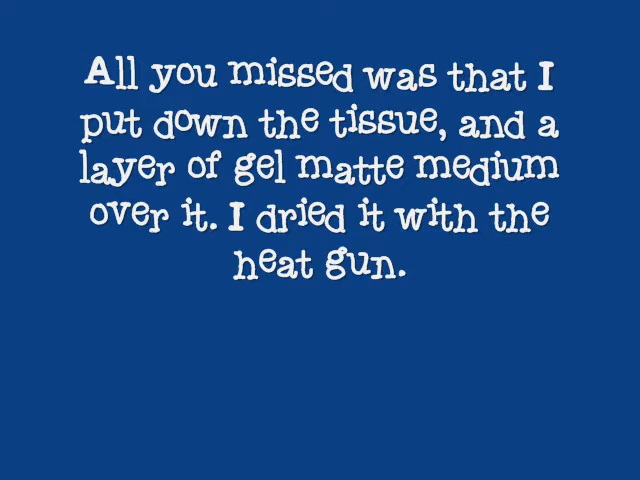 All you missed was that I
put down the tissue, and a
layer of gel matte medium
over it. I dried it with the
heat gun.